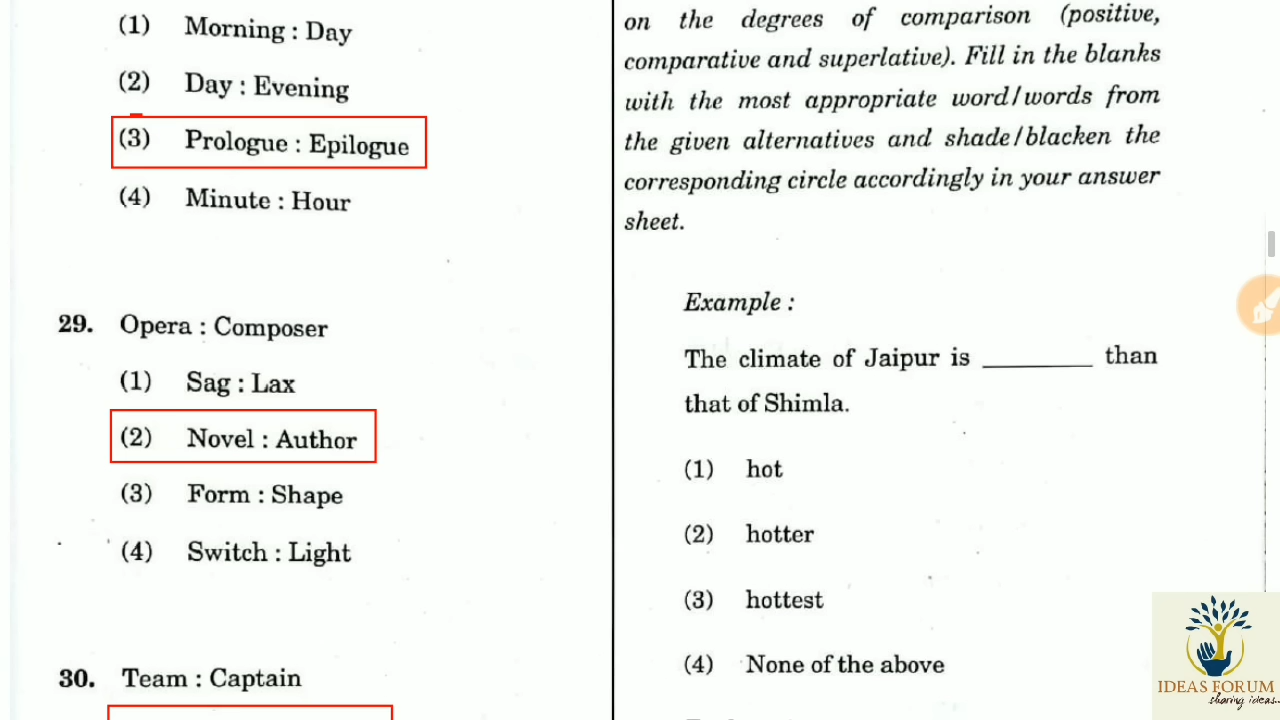 (1) Morning : Day
(2) Day : Evening
(3) Prologue : Epilogue
(4) Minute : Hour
29. Opera : Composer
(1) Sag : Lax
(2) Novel : Author
(3) Form : Shape
(4) Switch : Light
30. Team : Captain
on the degrees of comparison (positive,
comparative and superlative). Fill in the blanks
with the most appropriate word/words from
the given alternatives and shade/blacken the
corresponding circle accordingly in your answer
sheet.
Example :
The climate of Jaipur is ________ than
that of Shimla.
(1) hot
(2) hotter
(3) hottest
(4) None of the above
IDEAS FORUM
sharing ideas...